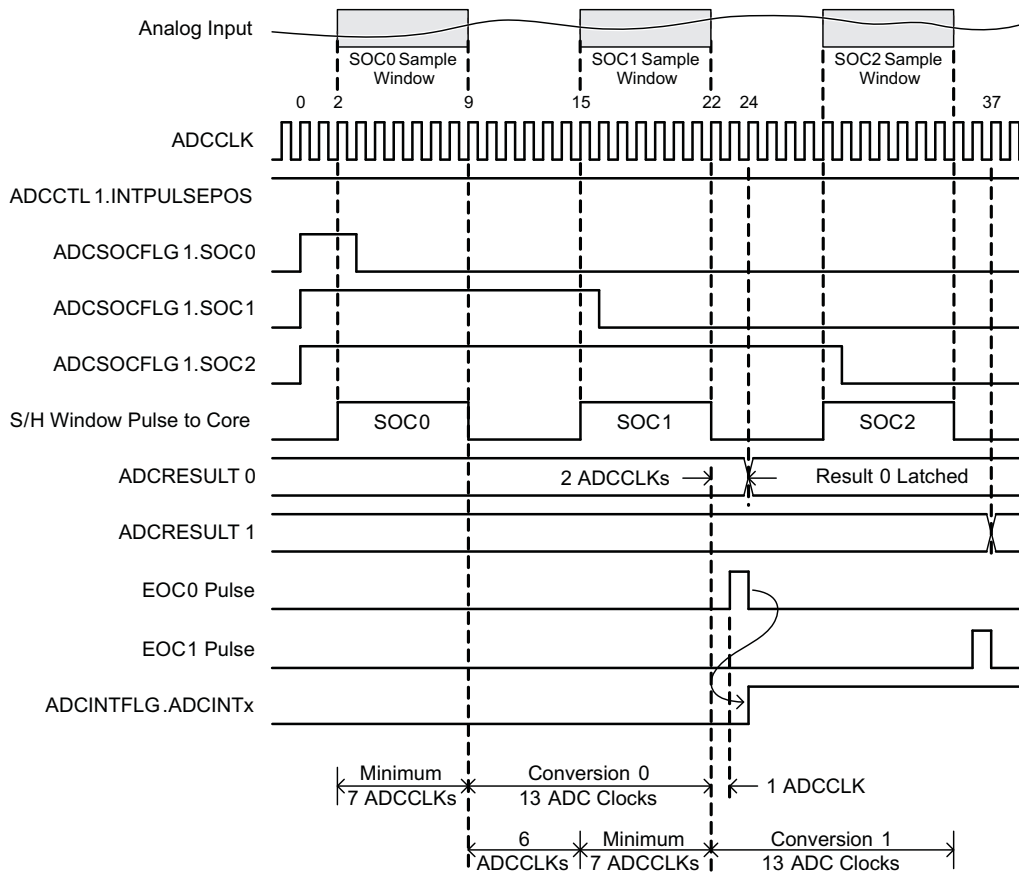 Analog Input
SOC0 Sample
Window
SOC1 Sample
Window
SOC2 Sample
Window
0 2 9 15 22 24 37
ADCCLK
ADCCTL 1.INTPULSEPOS
ADCSOCFLG 1.SOC0
ADCSOCFLG 1.SOC1
ADCSOCFLG 1.SOC2
S/H Window Pulse to Core
SOC0 SOC1 SOC2
ADCRESULT 0
2 ADCCLKs
Result 0 Latched
ADCRESULT 1
EOC0 Pulse
EOC1 Pulse
ADCINTFLG .ADCINTx
Minimum
7 ADCCLKs
Conversion 0
13 ADC Clocks
1 ADCCLK
6
ADCCLKs
Minimum
7 ADCCLKs
Conversion 1
13 ADC Clocks